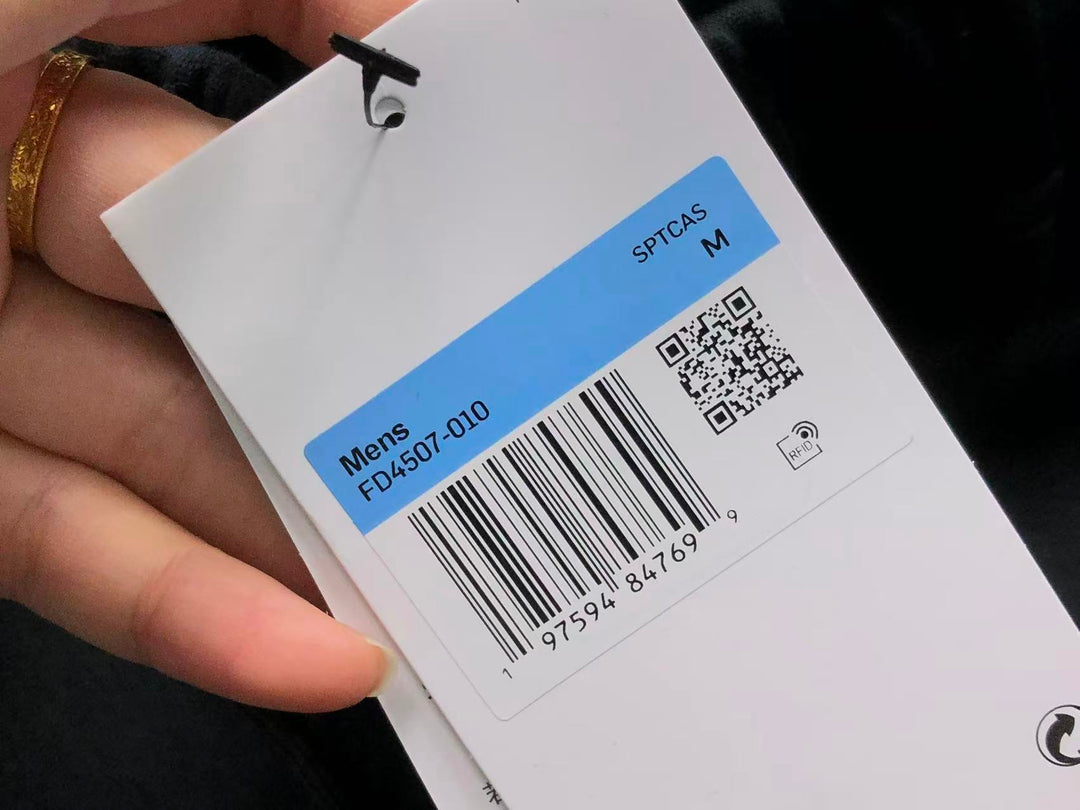 SPTCAS
M
Mens
FD4507-010
RFID
1 97594 84769 9